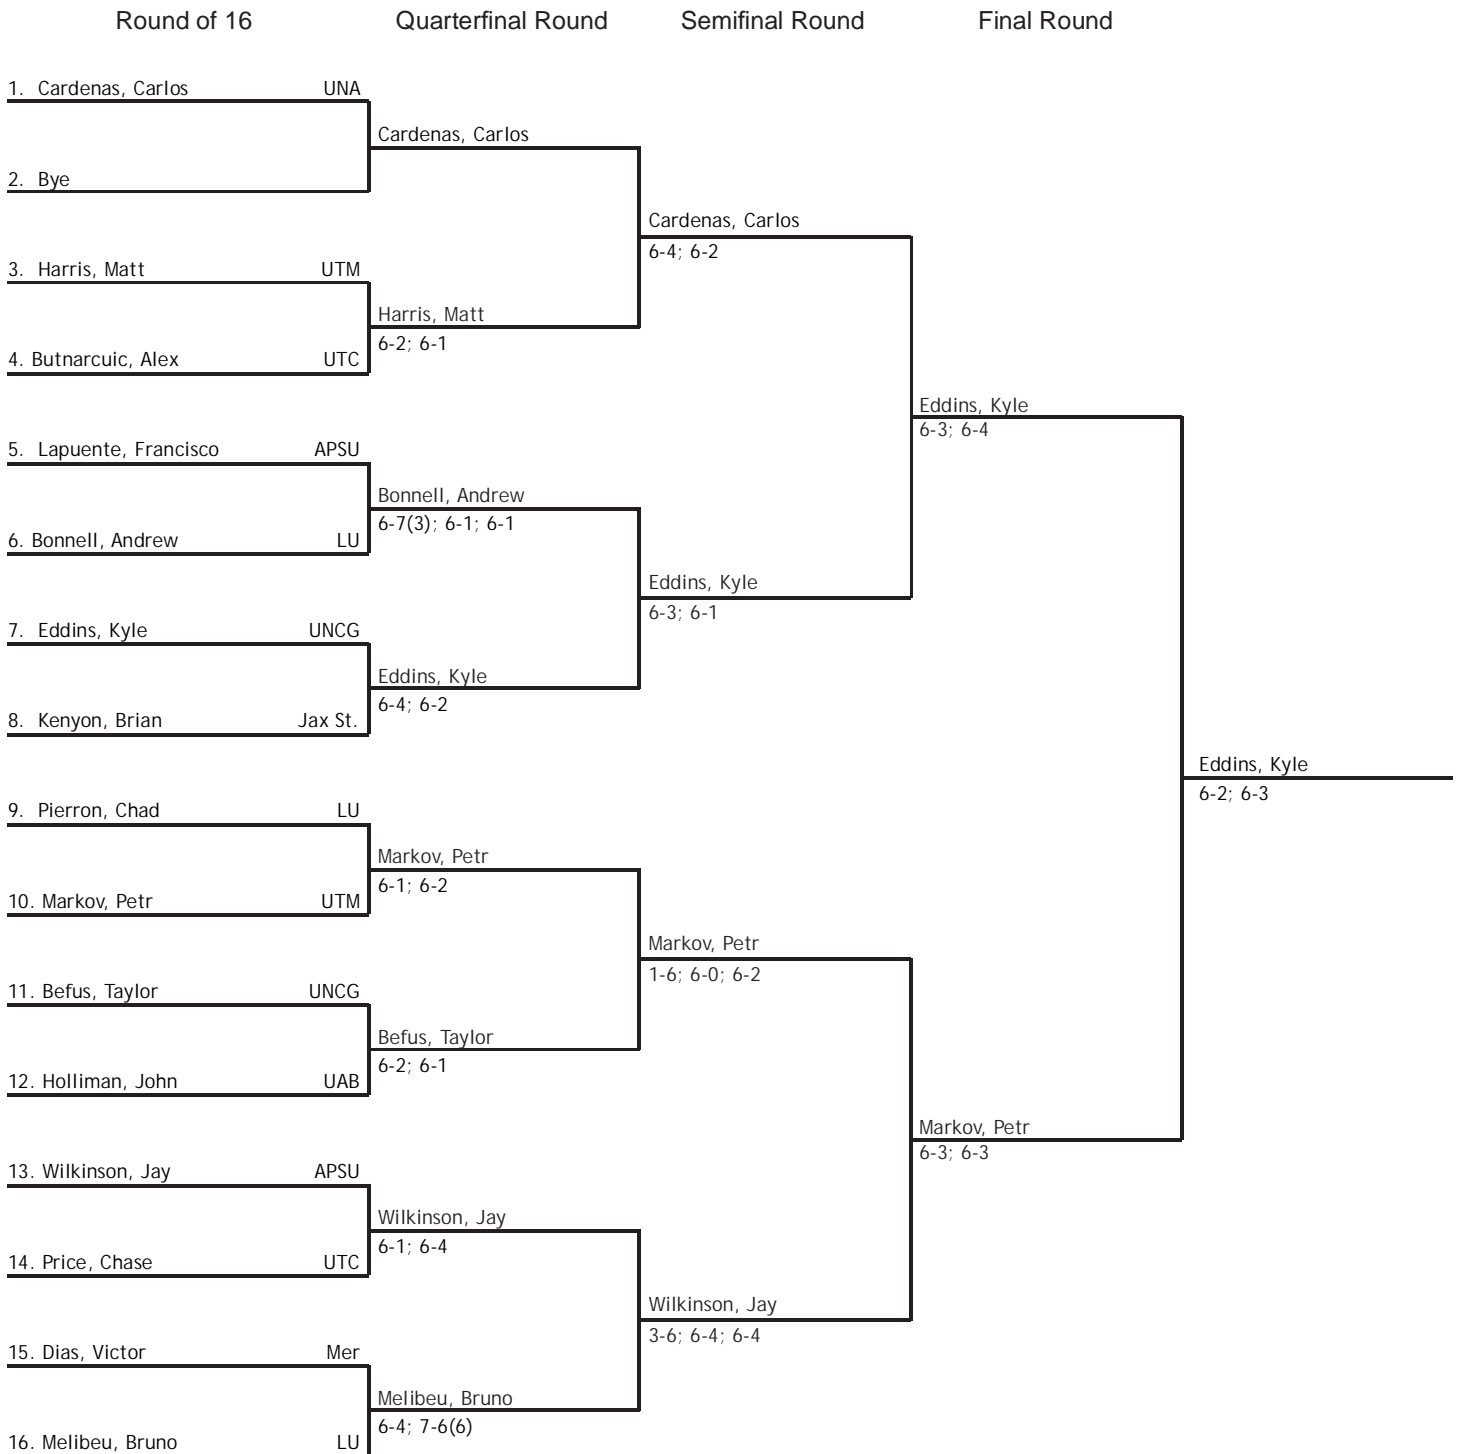 Round of 16 Quarterfinal Round Semifinal Round Final Round
1. Cardenas, Carlos UNA
Cardenas, Carlos
2. Bye
Cardenas, Carlos
6-4; 6-2
3. Harris, Matt UTM
Harris, Matt
6-2; 6-1
4. Butnarcuic, Alex UTC
Eddins, Kyle
6-3; 6-4
5. Lapuente, Francisco APSU
Bonnell, Andrew
6-7(3); 6-1; 6-1
6. Bonnell, Andrew LU
Eddins, Kyle
6-3; 6-1
7. Eddins, Kyle UNCG
Eddins, Kyle
6-4; 6-2
8. Kenyon, Brian Jax St.
Eddins, Kyle
6-2; 6-3
9. Pierron, Chad LU
Markov, Petr
6-1; 6-2
10. Markov, Petr UTM
Markov, Petr
1-6; 6-0; 6-2
11. Befus, Taylor UNCG
Befus, Taylor
6-2; 6-1
12. Holliman, John UAB
Markov, Petr
6-3; 6-3
13. Wilkinson, Jay APSU
Wilkinson, Jay
6-1; 6-4
14. Price, Chase UTC
Wilkinson, Jay
3-6; 6-4; 6-4
15. Dias, Victor Mer
Melibeu, Bruno
6-4; 7-6(6)
16. Melibeu, Bruno LU